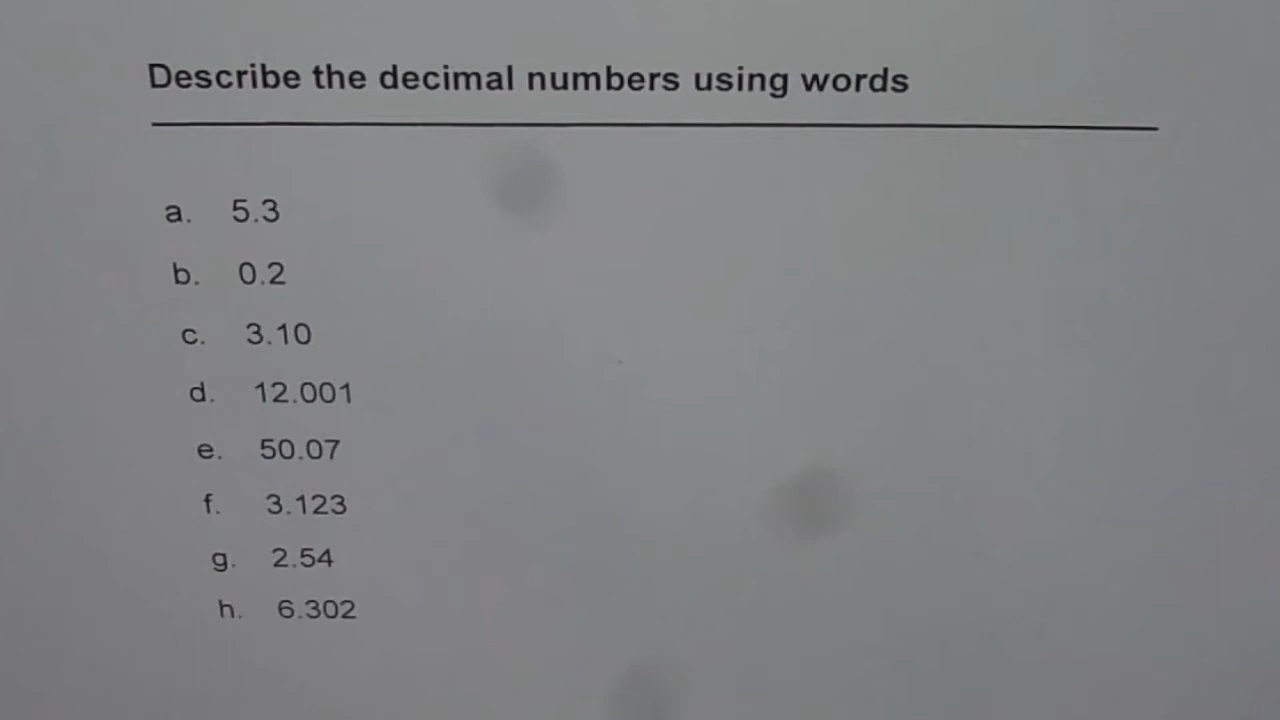 Describe the decimal numbers using words
a. 5.3
b. 0.2
c. 3.10
d. 12.001
e. 50.07
f. 3.123
g. 2.54
h. 6.302